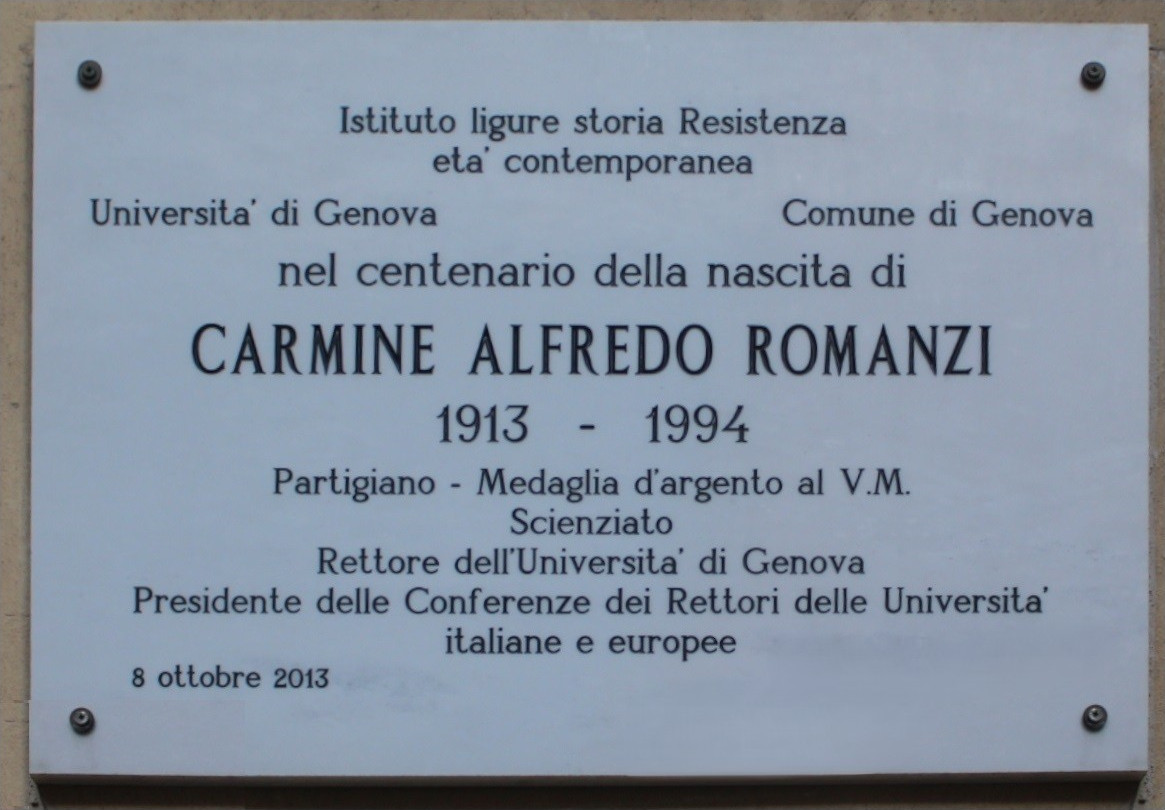 Istituto ligure storia Resistenza
eta' contemporanea
Universita' di Genova Comune di Genova
nel centenario della nascita di
CARMINE ALFREDO ROMANZI
1913 - 1994
Partigiano - Medaglia d'argento al V.M.
Scienziato
Rettore dell'Universita' di Genova
Presidente delle Conferenze dei Rettori delle Universita'
italiane e europee
8 ottobre 2013